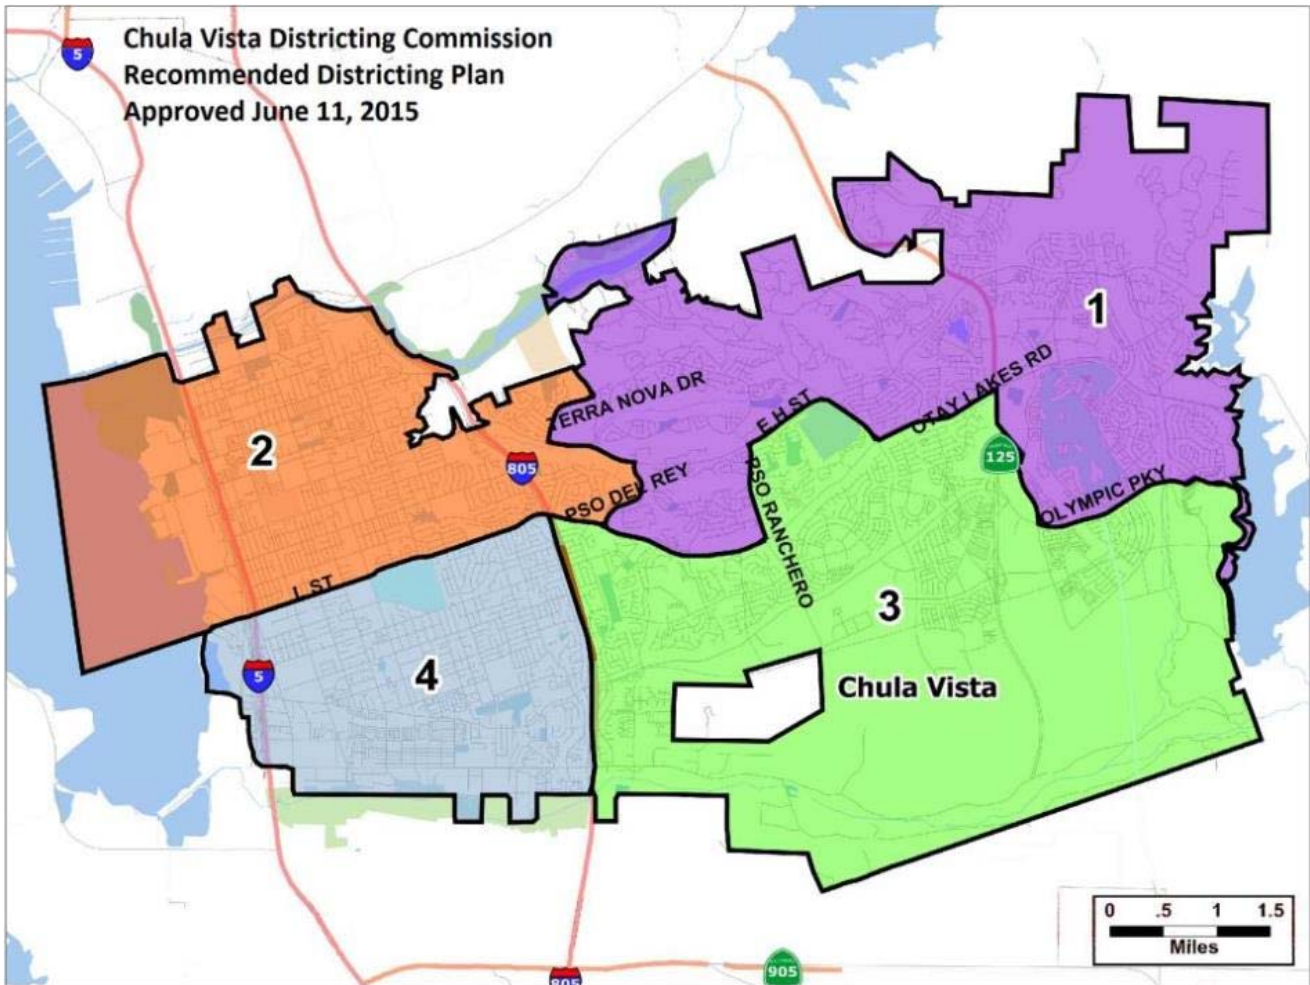 Chula Vista Districting Commission
Recommended Districting Plan
Approved June 11, 2015
5
1
2
3
4
Chula Vista
TERRA NOVA DR
E H ST
OTAY LAKES RD
125
805
PSO DEL REY
PSO RANCHERO
OLYMPIC PKY
L ST
5
0 .5 1 1.5
Miles
905
805